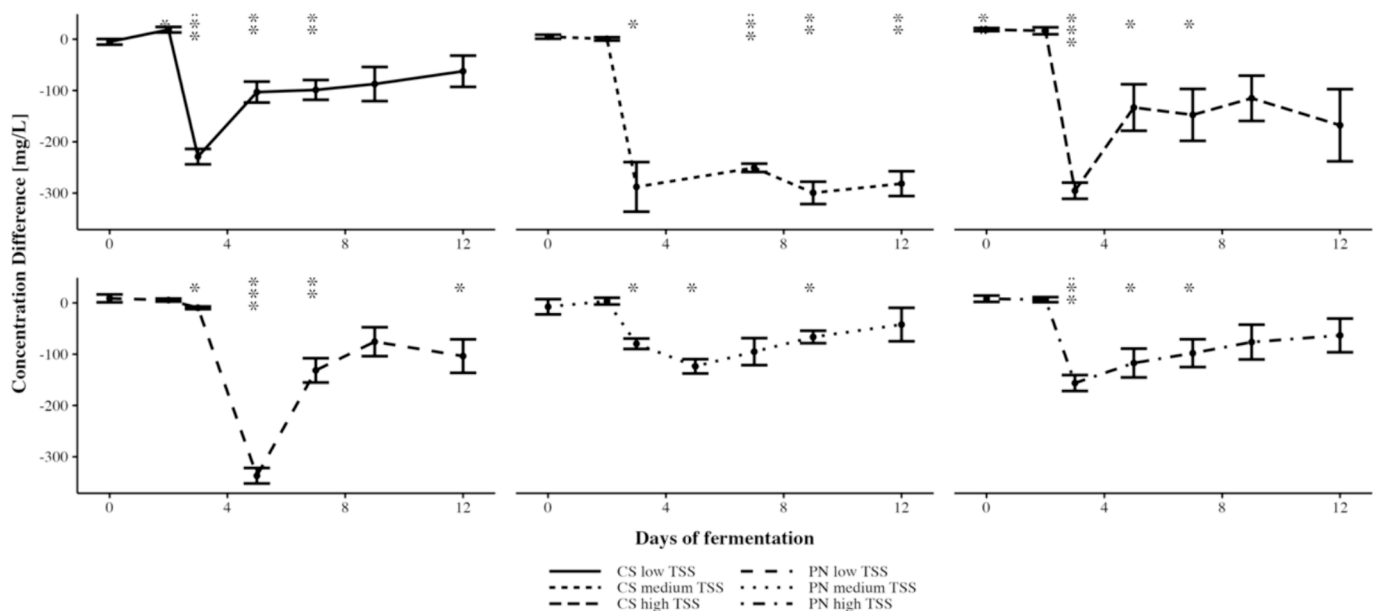 Concentration Difference [mg/L]
0
-100
-200
-300
* *** ** **
0 4 8 12
* *** ** **
0 4 8 12
* *** * *
0 4 8 12
0
-100
-200
-300
* *** ** *
0 4 8 12
* * *
0 4 8 12
*** * *
0 4 8 12
Days of fermentation
CS low TSS
CS medium TSS
CS high TSS
PN low TSS
PN medium TSS
PN high TSS